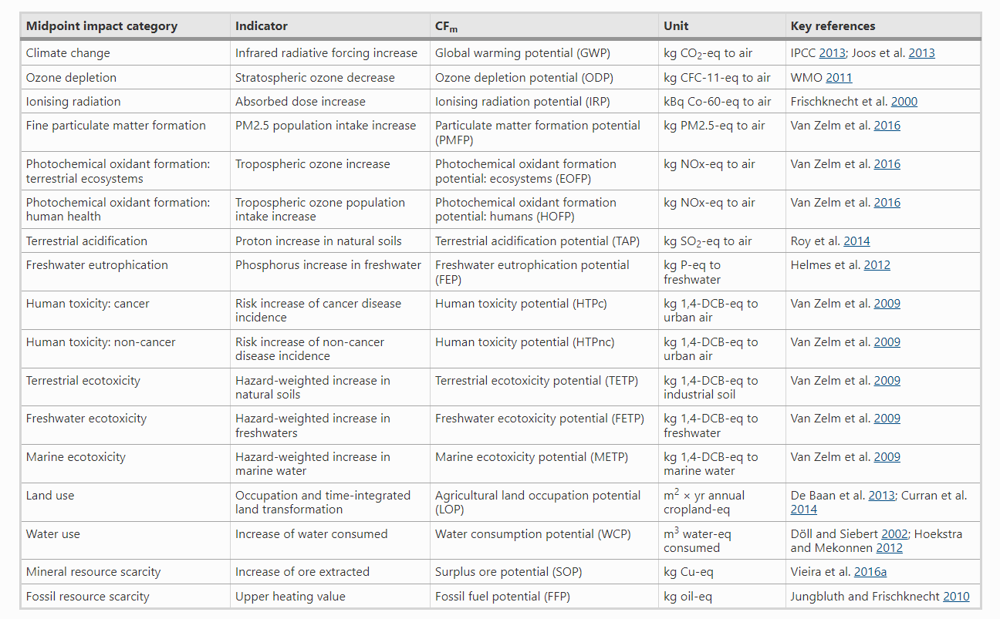 Midpoint impact category Indicator CFm Unit Key references
Climate change Infrared radiative forcing increase Global warming potential (GWP) kg CO2-eq to air IPCC 2013; Joos et al. 2013
Ozone depletion Stratospheric ozone decrease Ozone depletion potential (ODP) kg CFC-11-eq to air WMO 2011
Ionising radiation Absorbed dose increase Ionising radiation potential (IRP) kBq Co-60-eq to air Frischknecht et al. 2000
Fine particulate matter formation PM2.5 population intake increase Particulate matter formation potential kg PM2.5-eq to air Van Zelm et al. 2016
(PMFP)
Photochemical oxidant formation: Tropospheric ozone increase Photochemical oxidant formation kg NOx-eq to air Van Zelm et al. 2016
terrestrial ecosystems potential: ecosystems (EOFP)
Photochemical oxidant formation: Tropospheric ozone population Photochemical oxidant formation kg NOx-eq to air Van Zelm et al. 2016
human health intake increase potential: humans (HOFP)
Terrestrial acidification Proton increase in natural soils Terrestrial acidification potential (TAP) kg SO2-eq to air Roy et al. 2014
Freshwater eutrophication Phosphorus increase in freshwater Freshwater eutrophication potential kg P-eq to Helmes et al. 2012
(FEP) freshwater
Human toxicity: cancer Risk increase of cancer disease Human toxicity potential (HTPc) kg 1,4-DCB-eq to Van Zelm et al. 2009
incidence urban air
Human toxicity: non-cancer Risk increase of non-cancer Human toxicity potential (HTPnc) kg 1,4-DCB-eq to Van Zelm et al. 2009
disease incidence urban air
Terrestrial ecotoxicity Hazard-weighted increase in Terrestrial ecotoxicity potential (TETP) kg 1,4-DCB-eq to Van Zelm et al. 2009
natural soils industrial soil
Freshwater ecotoxicity Hazard-weighted increase in Freshwater ecotoxicity potential (FETP) kg 1,4-DCB-eq to Van Zelm et al. 2009
freshwaters freshwater
Marine ecotoxicity Hazard-weighted increase in Marine ecotoxicity potential (METP) kg 1,4-DCB-eq to Van Zelm et al. 2009
marine water marine water
Land use Occupation and time-integrated Agricultural land occupation potential m2 × yr annual De Baan et al. 2013; Curran et al.
land transformation (LOP) cropland-eq 2014
Water use Increase of water consumed Water consumption potential (WCP) m3 water-eq Döll and Siebert 2002; Hoekstra
consumed and Mekonnen 2012
Mineral resource scarcity Increase of ore extracted Surplus ore potential (SOP) kg Cu-eq Vieira et al. 2016a
Fossil resource scarcity Upper heating value Fossil fuel potential (FFP) kg oil-eq Jungbluth and Frischknecht 2010